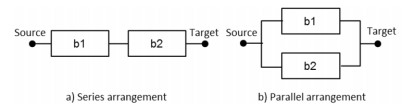 Source b1 b2 Target
a) Series arrangement
Source b1 Target
b2
b) Parallel arrangement